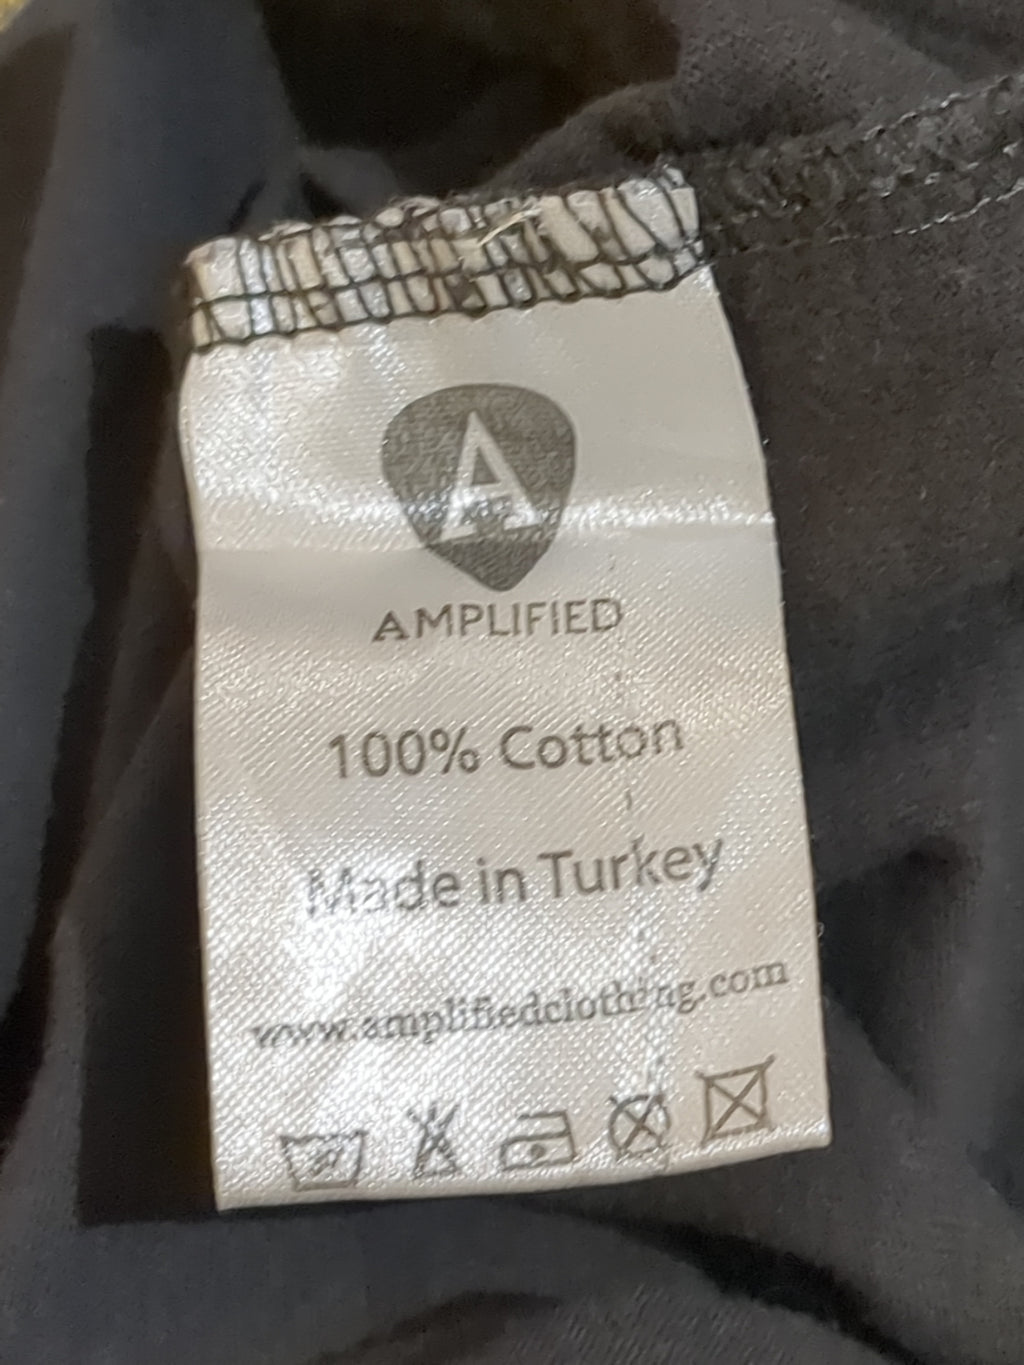 A
AMPLIFIED
100% Cotton
Made in Turkey
www.amplifiedclothing.com